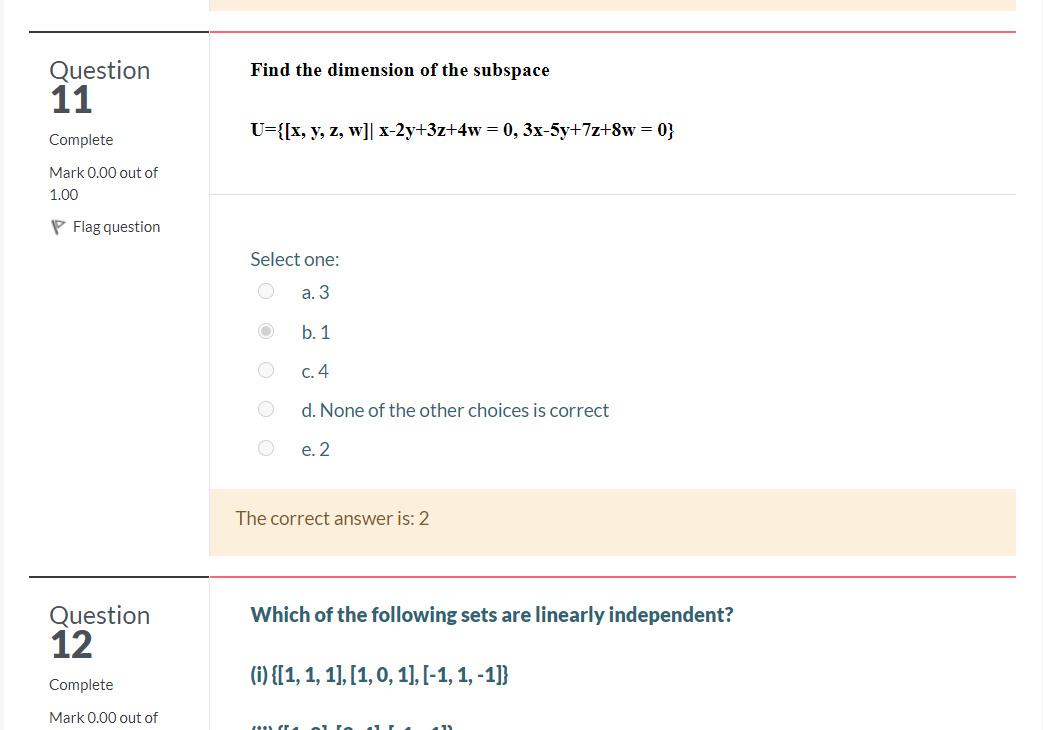 Question
11
Complete
Mark 0.00 out of
1.00
Flag question
Find the dimension of the subspace
U={[x, y, z, w]| x-2y+3z+4w = 0, 3x-5y+7z+8w = 0}
Select one:
a. 3
b. 1
c. 4
d. None of the other choices is correct
e. 2
The correct answer is: 2
Question
12
Complete
Mark 0.00 out of
Which of the following sets are linearly independent?
(i) {[1, 1, 1], [1, 0, 1], [-1, 1, -1]}